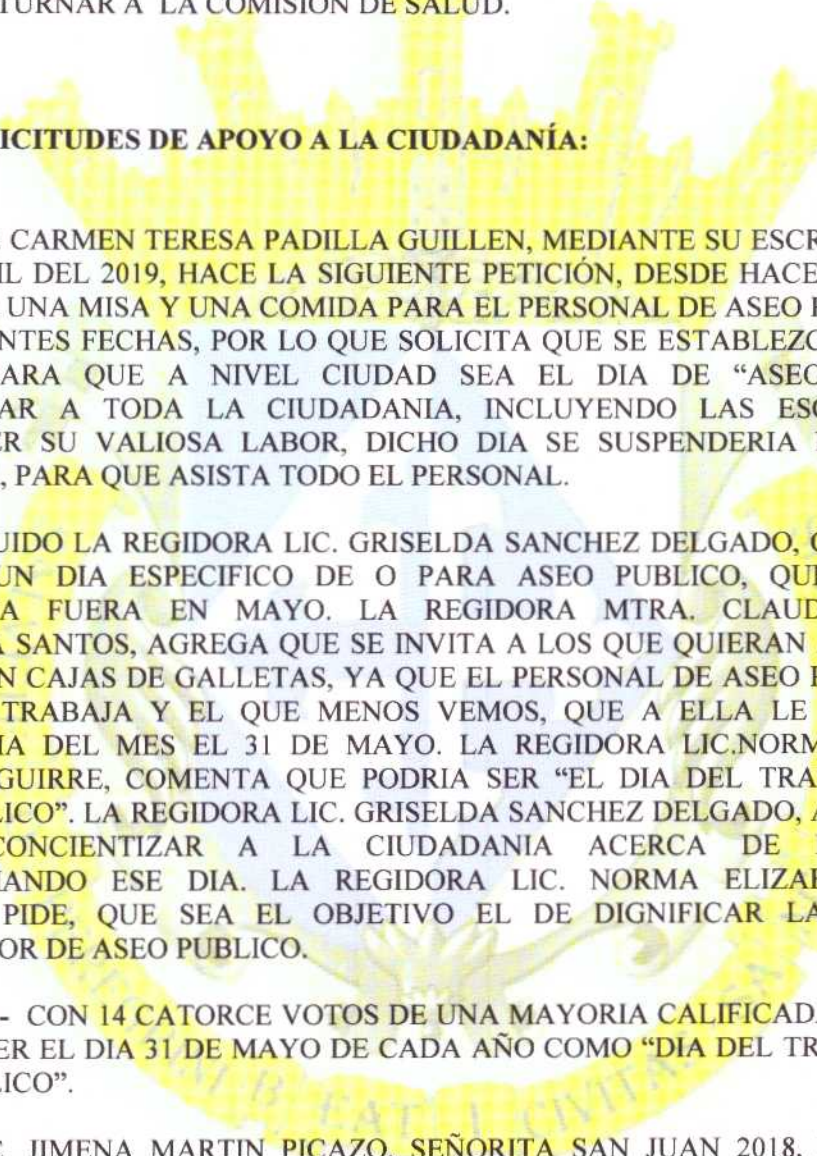 TURNAR A LA COMISIÓN DE SALUD.
ICITUDES DE APOYO A LA CIUDADANÍA:
CARMEN TERESA PADILLA GUILLEN, MEDIANTE SU ESCR
IL DEL 2019, HACE LA SIGUIENTE PETICIÓN, DESDE HACE
UNA MISA Y UNA COMIDA PARA EL PERSONAL DE ASEO
NTES FECHAS, POR LO QUE SOLICITA QUE SE ESTABLEZC
ARA QUE A NIVEL CIUDAD SEA EL DIA DE “ASEO
AR A TODA LA CIUDADANIA, INCLUYENDO LAS ESC
ER SU VALIOSA LABOR, DICHO DIA SE SUSPENDERIA
, PARA QUE ASISTA TODO EL PERSONAL.
UIDO LA REGIDORA LIC. GRISELDA SANCHEZ DELGADO,
UN DIA ESPECIFICO DE O PARA ASEO PUBLICO, QU
A FUERA EN MAYO. LA REGIDORA MTRA. CLAUD
A SANTOS, AGREGA QUE SE INVITA A LOS QUE QUIERAN
N CAJAS DE GALLETAS, YA QUE EL PERSONAL DE ASEO
TRABAJA Y EL QUE MENOS VEMOS, QUE A ELLA LE
IA DEL MES EL 31 DE MAYO. LA REGIDORA LIC.NORM
GUIRRE, COMENTA QUE PODRIA SER “EL DIA DEL TRA
LICO”. LA REGIDORA LIC. GRISELDA SANCHEZ DELGADO, A
CONCIENTIZAR A LA CIUDADANIA ACERCA DE
IANDO ESE DIA. LA REGIDORA LIC. NORMA ELIZAB
PIDE, QUE SEA EL OBJETIVO EL DE DIGNIFICAR LA
OR DE ASEO PUBLICO.
- CON 14 CATORCE VOTOS DE UNA MAYORIA CALIFICADA
ER EL DIA 31 DE MAYO DE CADA AÑO COMO “DIA DEL TR
LICO”.
JIMENA MARTIN PICAZO, SEÑORITA SAN JUAN 2018,